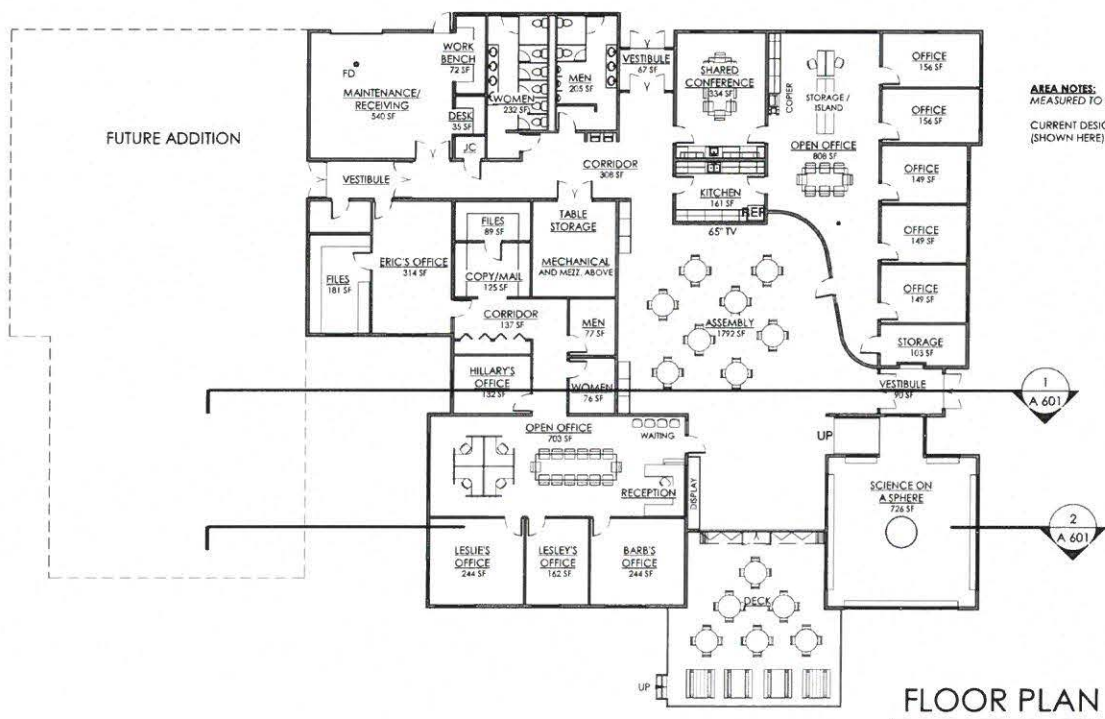 FUTURE ADDITION
FD
MAINTENANCE/
RECEIVING
540 SF
WORK
BENCH
72 SF
DESK
35 SF
JC
WOMEN
232 SF
MEN
205 SF
VESTIBULE
67 SF
SHARED
CONFERENCE
334 SF
COPIER
STORAGE /
ISLAND
OPEN OFFICE
808 SF
OFFICE
156 SF
OFFICE
156 SF
OFFICE
149 SF
OFFICE
149 SF
OFFICE
149 SF
STORAGE
103 SF
AREA NOTES:
MEASURED TO
CURRENT DESIG
(SHOWN HERE)
VESTIBULE
CORRIDOR
308 SF
KITCHEN
161 SF
REF
65" TV
FILES
89 SF
TABLE
STORAGE
MECHANICAL
AND MEZZ. ABOVE
ERIC'S OFFICE
314 SF
FILES
181 SF
COPY/MAIL
125 SF
CORRIDOR
137 SF
MEN
77 SF
ASSEMBLY
1792 SF
HILLARY'S
OFFICE
132 SF
WOMEN
76 SF
VESTIBULE
90 SF
1
A 601
OPEN OFFICE
703 SF
WAITING
UP
RECEPTION
DISPLAY
SCIENCE ON
A SPHERE
726 SF
2
A 601
LESLIE'S
OFFICE
244 SF
LESLEY'S
OFFICE
162 SF
BARB'S
OFFICE
244 SF
DECK
UP
FLOOR PLAN